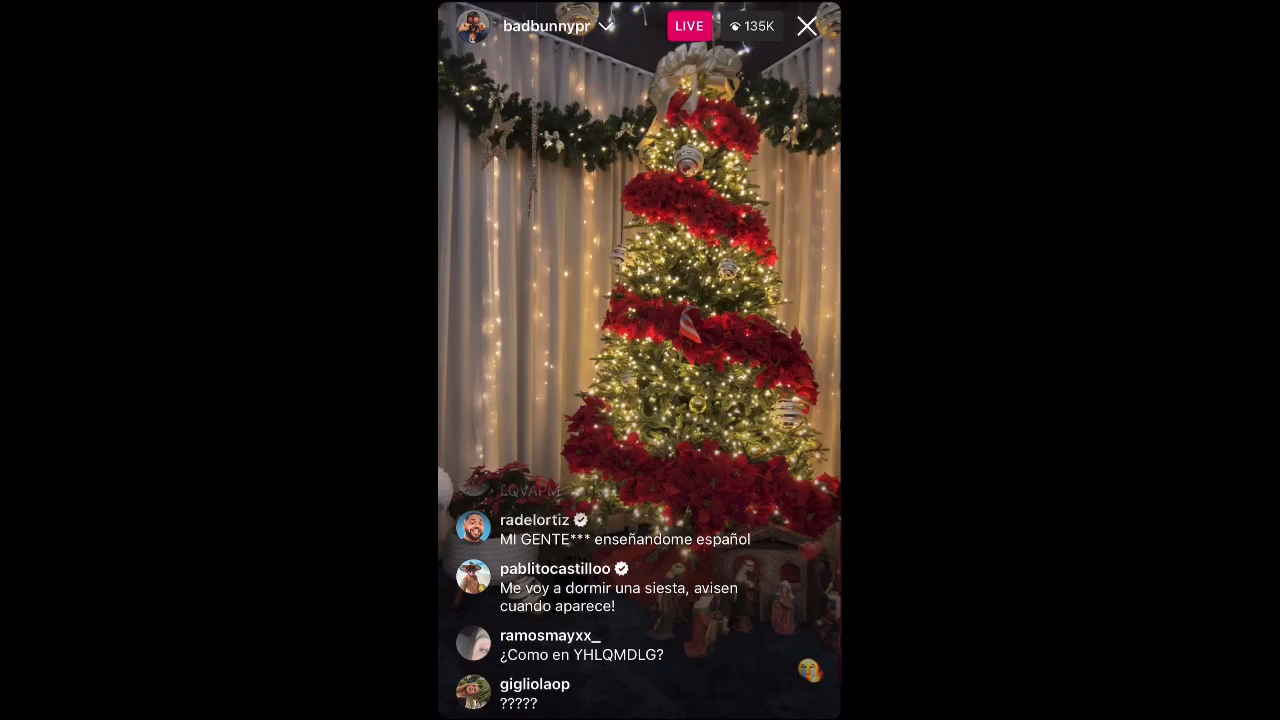 badbunnypr
LIVE
135K
LQVAPM
radelortiz
MI GENTE*** enseñandome español
pablitocastilloo
Me voy a dormir una siesta, avisen
cuando aparece!
ramosmayxx_
¿Como en YHLQMDLG?
gigliolaop
?????